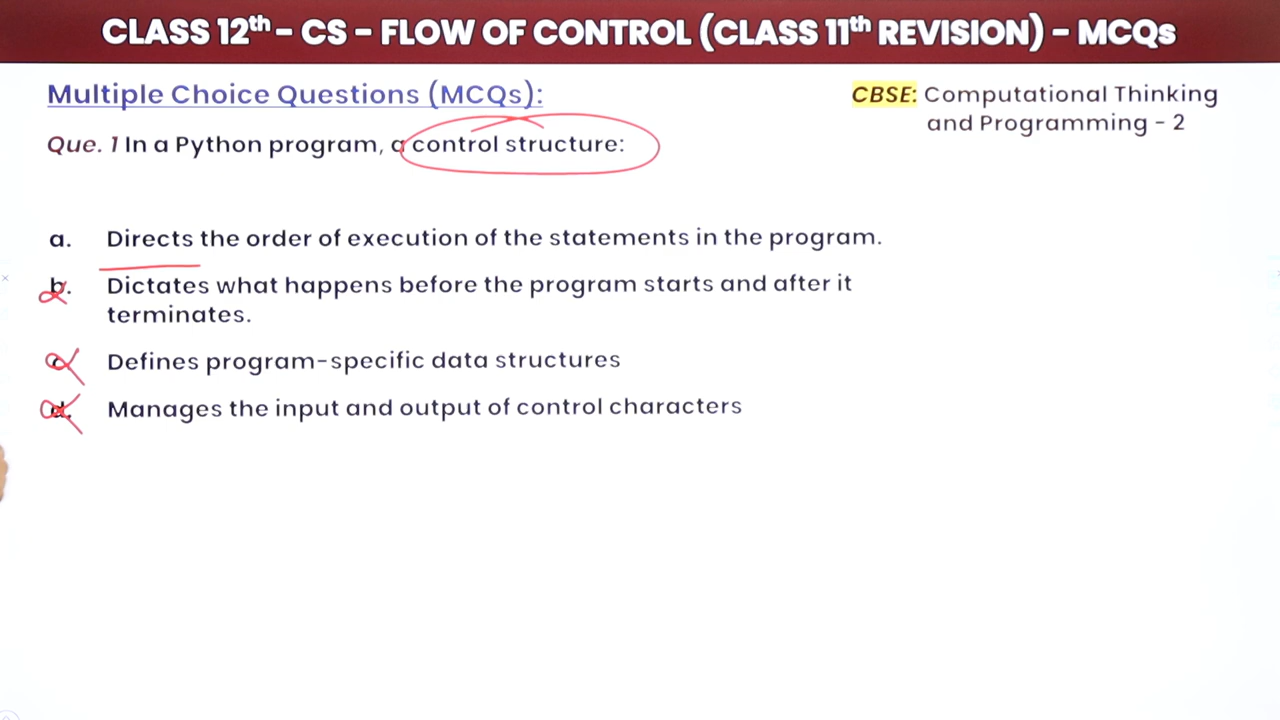 CLASS 12th – CS – FLOW OF CONTROL (CLASS 11th REVISION) – MCQs
Multiple Choice Questions (MCQs):
CBSE: Computational Thinking
and Programming - 2
Que. 1 In a Python program, a control structure:
a. Directs the order of execution of the statements in the program.
b. Dictates what happens before the program starts and after it
terminates.
Defines program-specific data structures
d. Manages the input and output of control characters